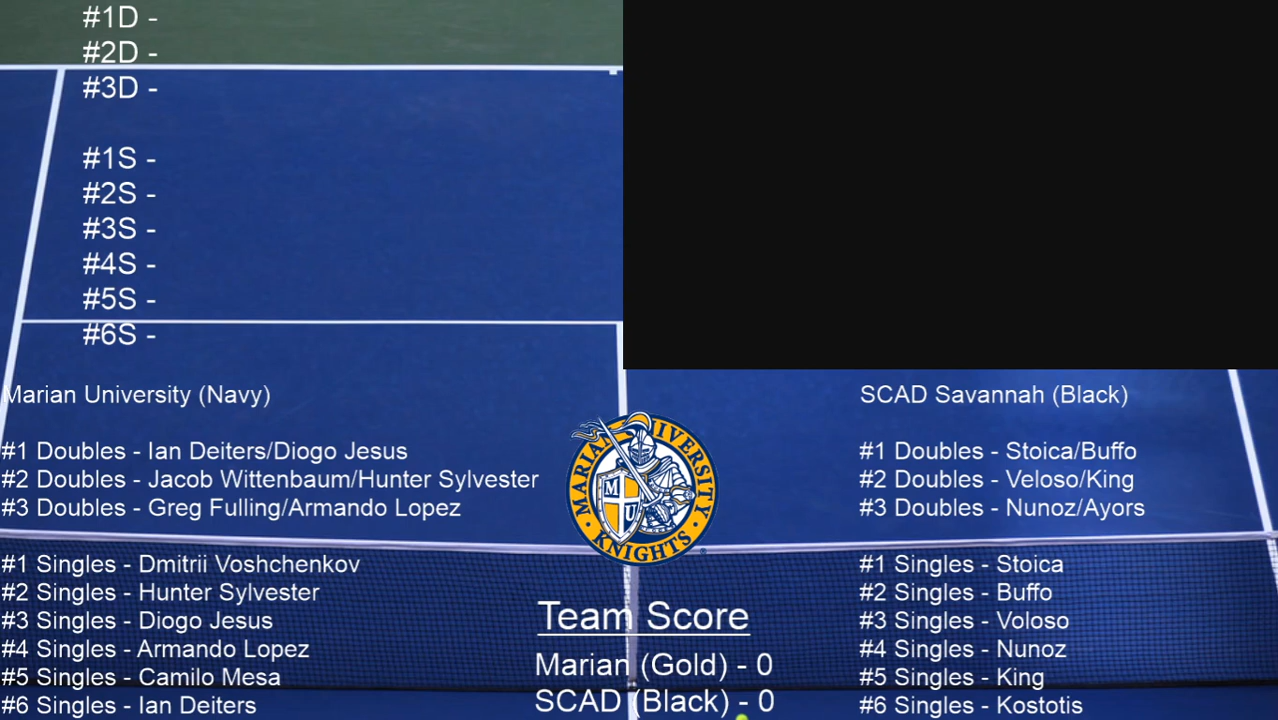 #1D -
#2D -
#3D -
#1S -
#2S -
#3S -
#4S -
#5S -
#6S -
Marian University (Navy)
#1 Doubles - Ian Deiters/Diogo Jesus
#2 Doubles - Jacob Wittenbaum/Hunter Sylvester
#3 Doubles - Greg Fulling/Armando Lopez
#1 Singles - Dmitrii Voshchenkov
#2 Singles - Hunter Sylvester
#3 Singles - Diogo Jesus
#4 Singles - Armando Lopez
#5 Singles - Camilo Mesa
#6 Singles - Ian Deiters
MARIAN UNIVERSITY
M
U
· KNIGHTS ·
Team Score
Marian (Gold) - 0
SCAD (Black) - 0
SCAD Savannah (Black)
#1 Doubles - Stoica/Buffo
#2 Doubles - Veloso/King
#3 Doubles - Nunoz/Ayors
#1 Singles - Stoica
#2 Singles - Buffo
#3 Singles - Voloso
#4 Singles - Nunoz
#5 Singles - King
#6 Singles - Kostotis